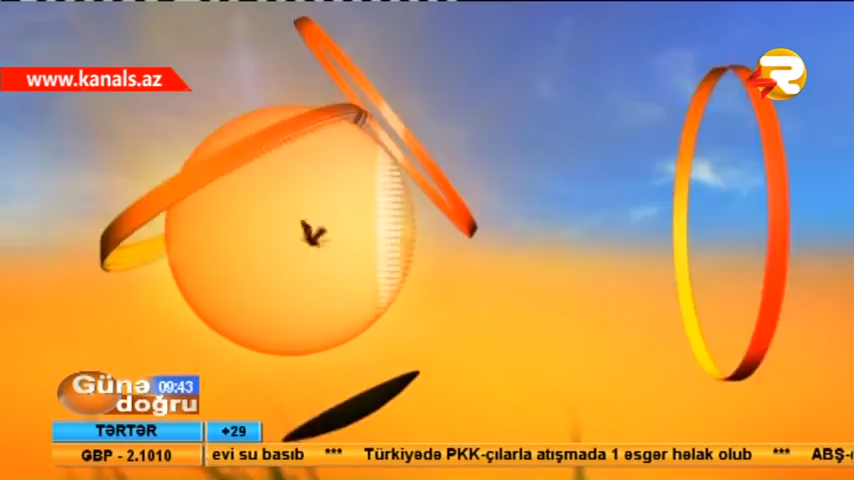 www.kanals.az
Günə 09:43
doğru
TƏRTƏR +29
GBP - 2.1010 evi su basıb *** Türkiyədə PKK-çılarla atışmada 1 əsgər həlak olub *** ABŞ-